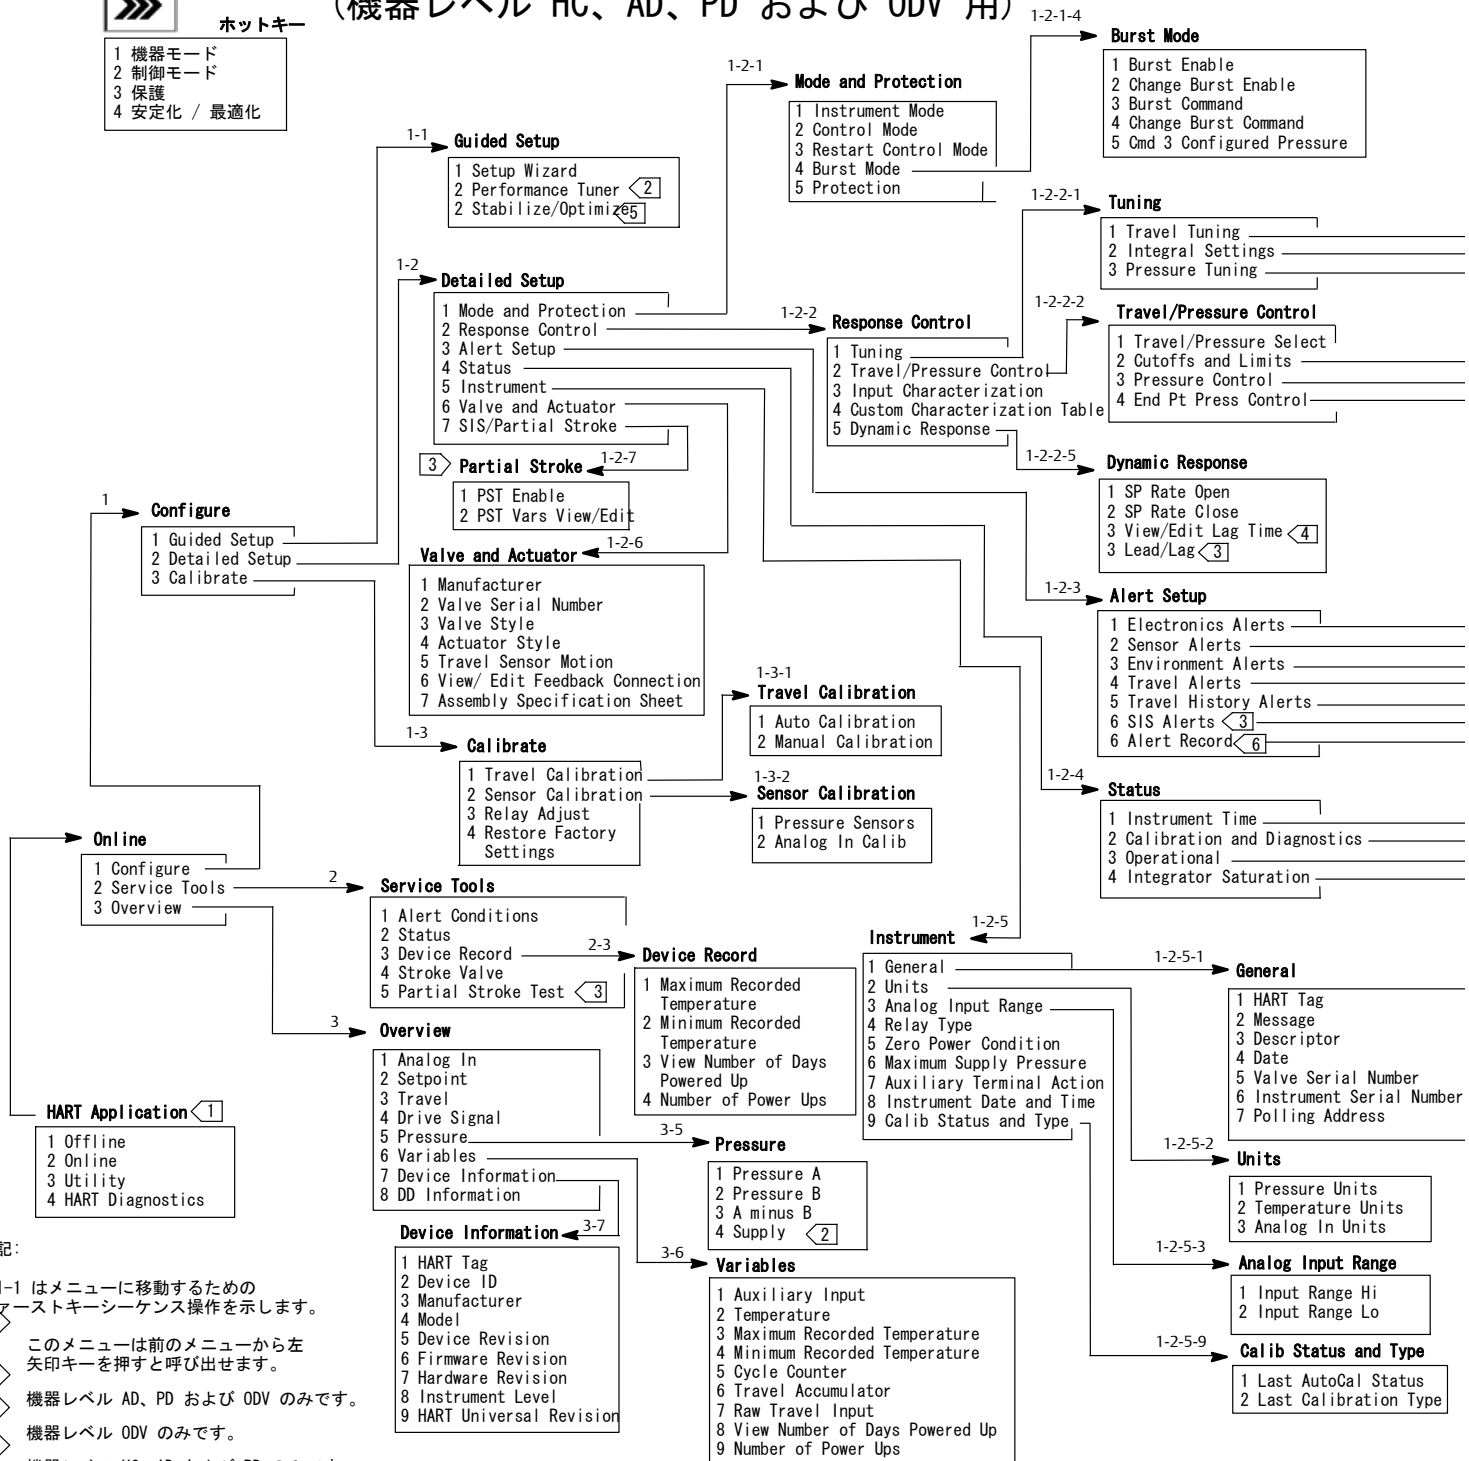 (機器レベル HC、AD、PD および ODV 用)
ホットキー
1 機器モード
2 制御モード
3 保護
4 安定化 / 最適化
1-1
Guided Setup
1 Setup Wizard
2 Performance Tuner 2
2 Stabilize/Optimize 5
1-2
Detailed Setup
1 Mode and Protection
2 Response Control
3 Alert Setup
4 Status
5 Instrument
6 Valve and Actuator
7 SIS/Partial Stroke
1-2-7
3 Partial Stroke
1 PST Enable
2 PST Vars View/Edit
1-2-6
Valve and Actuator
1 Manufacturer
2 Valve Serial Number
3 Valve Style
4 Actuator Style
5 Travel Sensor Motion
6 View/ Edit Feedback Connection
7 Assembly Specification Sheet
1
Configure
1 Guided Setup
2 Detailed Setup
3 Calibrate
1-3
Calibrate
1 Travel Calibration
2 Sensor Calibration
3 Relay Adjust
4 Restore Factory
Settings
1-3-1
Travel Calibration
1 Auto Calibration
2 Manual Calibration
1-3-2
Sensor Calibration
1 Pressure Sensors
2 Analog In Calib
Online
1 Configure
2 Service Tools
3 Overview
2
Service Tools
1 Alert Conditions
2 Status
3 Device Record
4 Stroke Valve
5 Partial Stroke Test 3
2-3
Device Record
1 Maximum Recorded
Temperature
2 Minimum Recorded
Temperature
3 View Number of Days
Powered Up
4 Number of Power Ups
3
Overview
1 Analog In
2 Setpoint
3 Travel
4 Drive Signal
5 Pressure
6 Variables
7 Device Information
8 DD Information
HART Application 1
1 Offline
2 Online
3 Utility
4 HART Diagnostics
3-5
Pressure
1 Pressure A
2 Pressure B
3 A minus B
4 Supply 2
3-7
Device Information
1 HART Tag
2 Device ID
3 Manufacturer
4 Model
5 Device Revision
6 Firmware Revision
7 Hardware Revision
8 Instrument Level
9 HART Universal Revision
3-6
Variables
1 Auxiliary Input
2 Temperature
3 Maximum Recorded Temperature
4 Minimum Recorded Temperature
5 Cycle Counter
6 Travel Accumulator
7 Raw Travel Input
8 View Number of Days Powered Up
9 Number of Power Ups
1-2-1
Mode and Protection
1 Instrument Mode
2 Control Mode
3 Restart Control Mode
4 Burst Mode
5 Protection
1-2-1-4
Burst Mode
1 Burst Enable
2 Change Burst Enable
3 Burst Command
4 Change Burst Command
5 Cmd 3 Configured Pressure
1-2-2
Response Control
1 Tuning
2 Travel/Pressure Control
3 Input Characterization
4 Custom Characterization Table
5 Dynamic Response
1-2-2-1
Tuning
1 Travel Tuning
2 Integral Settings
3 Pressure Tuning
1-2-2-2
Travel/Pressure Control
1 Travel/Pressure Select
2 Cutoffs and Limits
3 Pressure Control
4 End Pt Press Control
1-2-2-5
Dynamic Response
1 SP Rate Open
2 SP Rate Close
3 View/Edit Lag Time 4
3 Lead/Lag 3
1-2-3
Alert Setup
1 Electronics Alerts
2 Sensor Alerts
3 Environment Alerts
4 Travel Alerts
5 Travel History Alerts
6 SIS Alerts 3
6 Alert Record 6
1-2-4
Status
1 Instrument Time
2 Calibration and Diagnostics
3 Operational
4 Integrator Saturation
1-2-5
Instrument
1 General
2 Units
3 Analog Input Range
4 Relay Type
5 Zero Power Condition
6 Maximum Supply Pressure
7 Auxiliary Terminal Action
8 Instrument Date and Time
9 Calib Status and Type
1-2-5-1
General
1 HART Tag
2 Message
3 Descriptor
4 Date
5 Valve Serial Number
6 Instrument Serial Number
7 Polling Address
1-2-5-2
Units
1 Pressure Units
2 Temperature Units
3 Analog In Units
1-2-5-3
Analog Input Range
1 Input Range Hi
2 Input Range Lo
1-2-5-9
Calib Status and Type
1 Last AutoCal Status
2 Last Calibration Type
記:
1-1 はメニューに移動するための
ァーストキーシーケンス操作を示します。
このメニューは前のメニューから左
矢印キーを押すと呼び出せます。
機器レベル AD、PD および ODV のみです。
機器レベル ODV のみです。